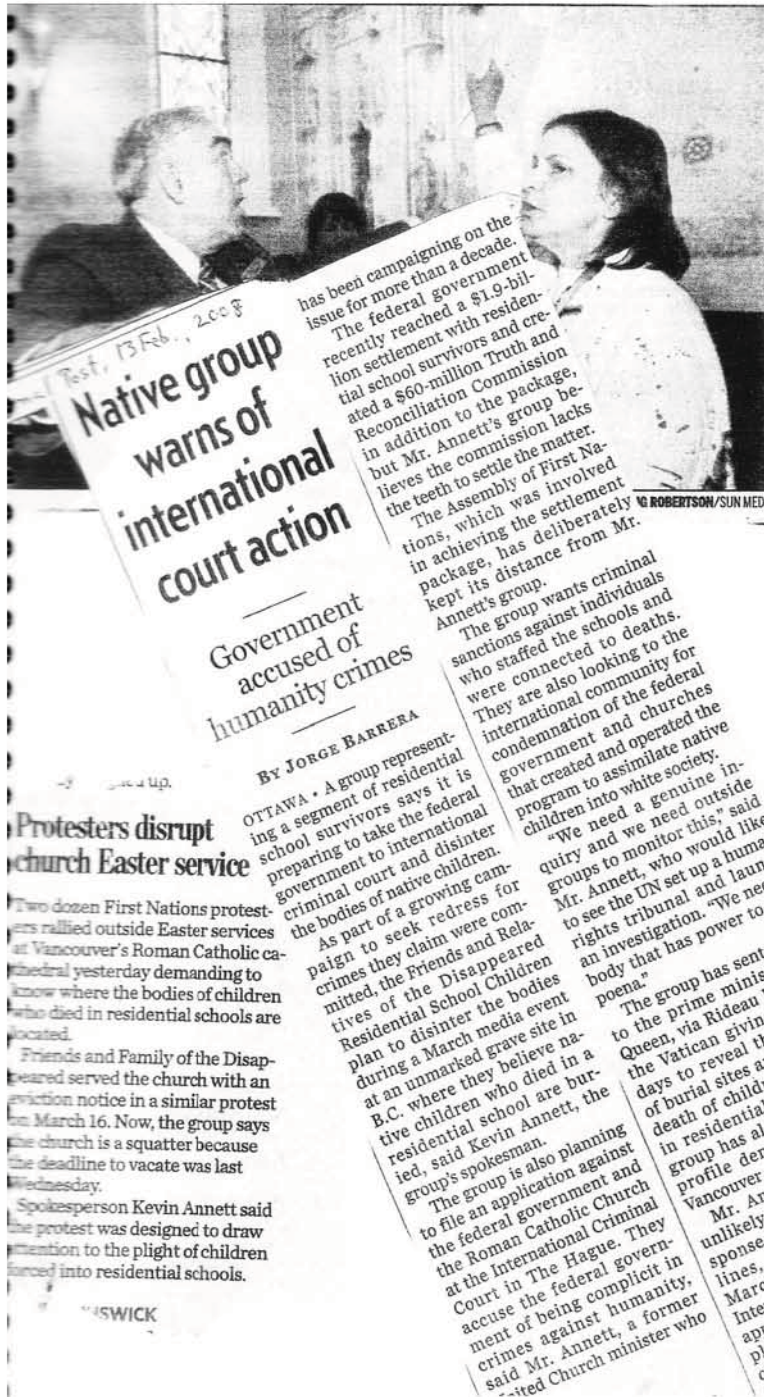 Post, 13 Feb., 2008
Native group
warns of
international
court action
Government
accused of
humanity crimes
BY JORGE BARRERA
OTTAWA • A group represent-
ing a segment of residential
school survivors says it is
preparing to take the federal
government to international
criminal court and disinter
the bodies of native children.
As part of a growing cam-
paign to seek redress for
crimes they claim were com-
mitted, the Friends and Rela-
tives of the Disappeared
Residential School Children
plan to disinter the bodies
during a March media event
at an unmarked grave site in
B.C. where they believe na-
tive children who died in a
residential school are bur-
ied, said Kevin Annett, the
group's spokesman.
The group is also planning
to file an application against
the federal government and
the Roman Catholic Church
at the International Criminal
Court in The Hague. They
accuse the federal govern-
ment of being complicit in
crimes against humanity,
said Mr. Annett, a former
United Church minister who
has been campaigning on the
issue for more than a decade.
The federal government
recently reached a $1.9-bil-
lion settlement with residen-
tial school survivors and cre-
ated a $60-million Truth and
Reconciliation Commission
in addition to the package,
but Mr. Annett's group be-
lieves the commission lacks
the teeth to settle the matter.
The Assembly of First Na-
tions, which was involved
in achieving the settlement
package, has deliberately
kept its distance from Mr.
Annett's group.
The group wants criminal
sanctions against individuals
who staffed the schools and
were connected to deaths.
They are also looking to the
international community for
condemnation of the federal
government and churches
that created and operated the
program to assimilate native
children into white society.
"We need a genuine in-
quiry and we need outside
groups to monitor this," said
Mr. Annett, who would like
to see the UN set up a huma
rights tribunal and laun
an investigation. "We nee
body that has power to
poena."
The group has sent
to the prime minis
Queen, via Rideau
the Vatican givin
days to reveal th
of burial sites a
death of childr
in residential
group has al
profile den
Vancouver
Mr. An
unlikely
sponse
lines,
Marc
Inte
app
pl
G ROBERTSON/SUN MED
up.
Protesters disrupt
church Easter service
Two dozen First Nations protest-
ers rallied outside Easter services
at Vancouver's Roman Catholic ca-
thedral yesterday demanding to
know where the bodies of children
who died in residential schools are
located.
Friends and Family of the Disap-
peared served the church with an
eviction notice in a similar protest
on March 16. Now, the group says
the church is a squatter because
the deadline to vacate was last
Wednesday.
Spokesperson Kevin Annett said
the protest was designed to draw
attention to the plight of children
forced into residential schools.
NSWICK